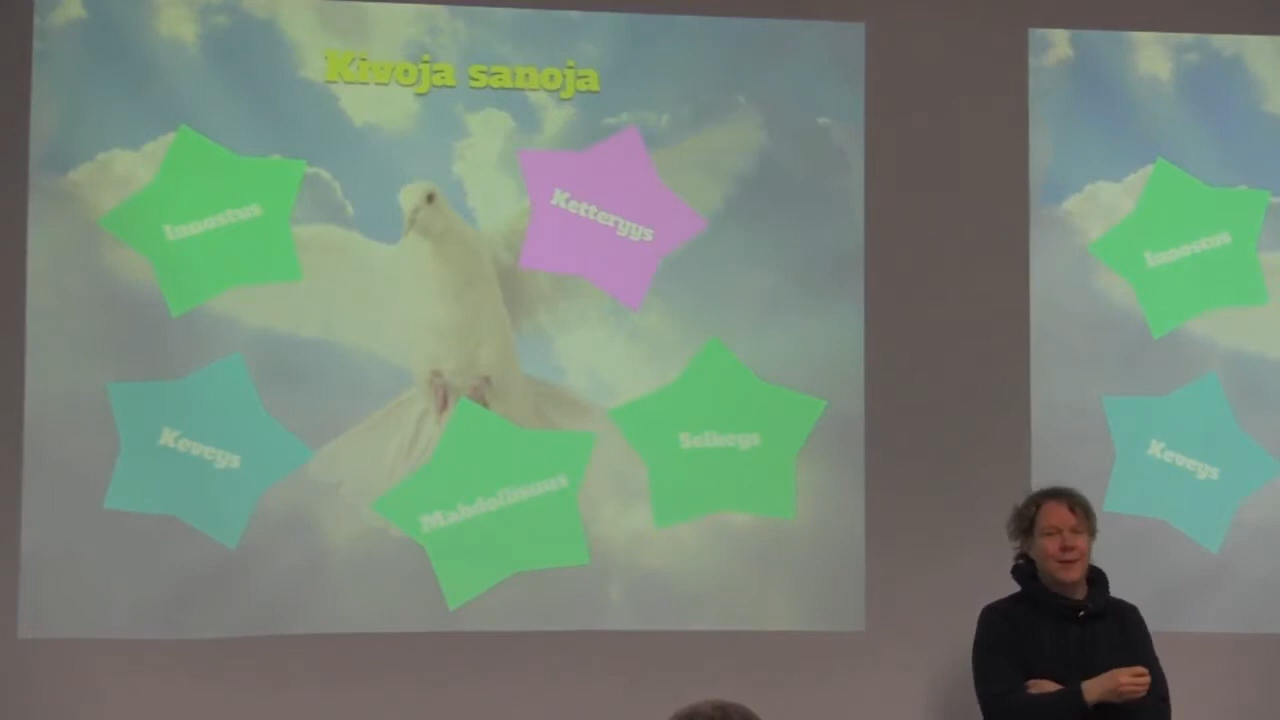 Kivoja sanoja
Innostus
Ketteryys
Keveys
Mahdollisuus
Selkeys
Innostus
Keveys